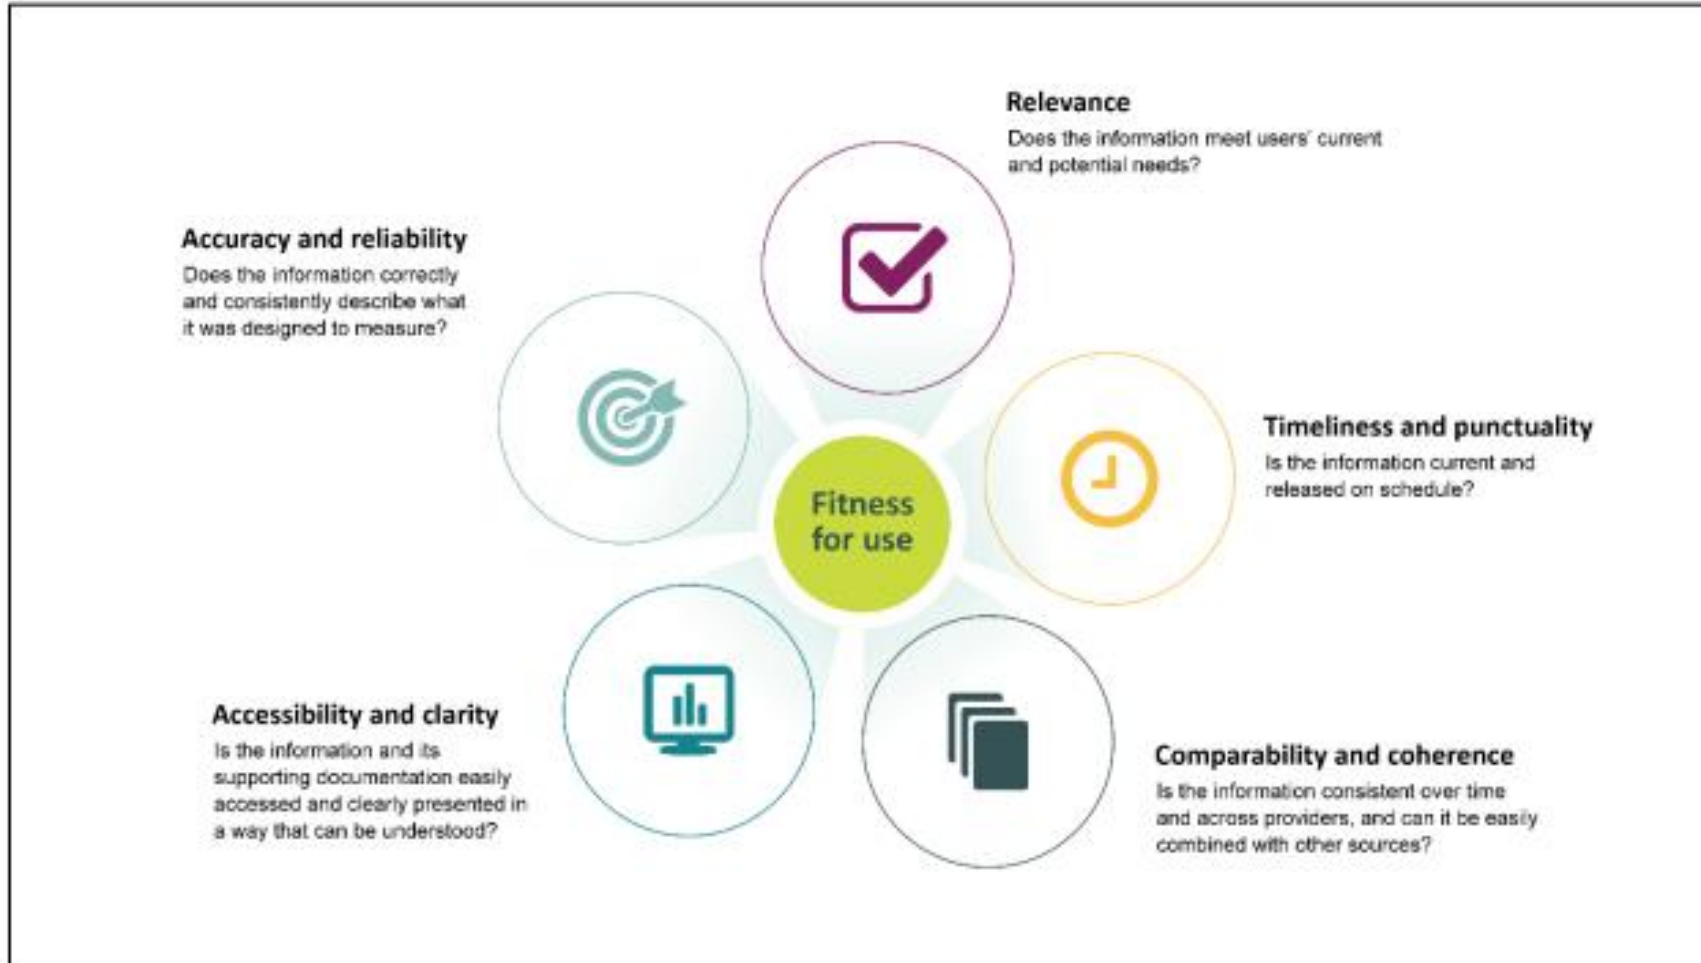 Relevance
Does the information meet users' current
and potential needs?
Accuracy and reliability
Does the information correctly
and consistently describe what
it was designed to measure?
Timeliness and punctuality
Is the information current and
released on schedule?
Fitness
for use
Accessibility and clarity
Is the information and its
supporting documentation easily
accessed and clearly presented in
a way that can be understood?
Comparability and coherence
Is the information consistent over time
and across providers, and can it be easily
combined with other sources?